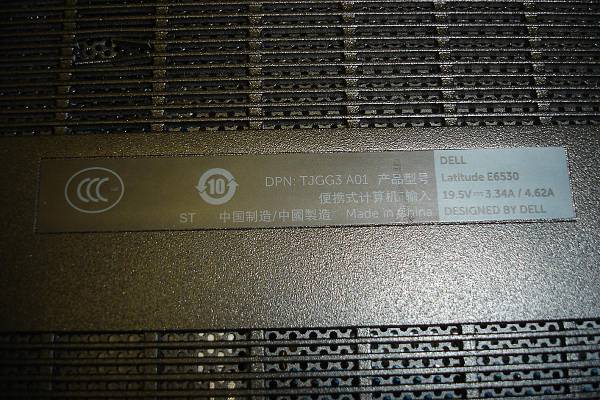 CCC
10
DPN: TJGG3 A01 产品型号
便携式计算机 输入
ST 中国制造/中國製造 Made in China
DELL
Latitude E6530
19.5V⎓3.34A / 4.62A
DESIGNED BY DELL